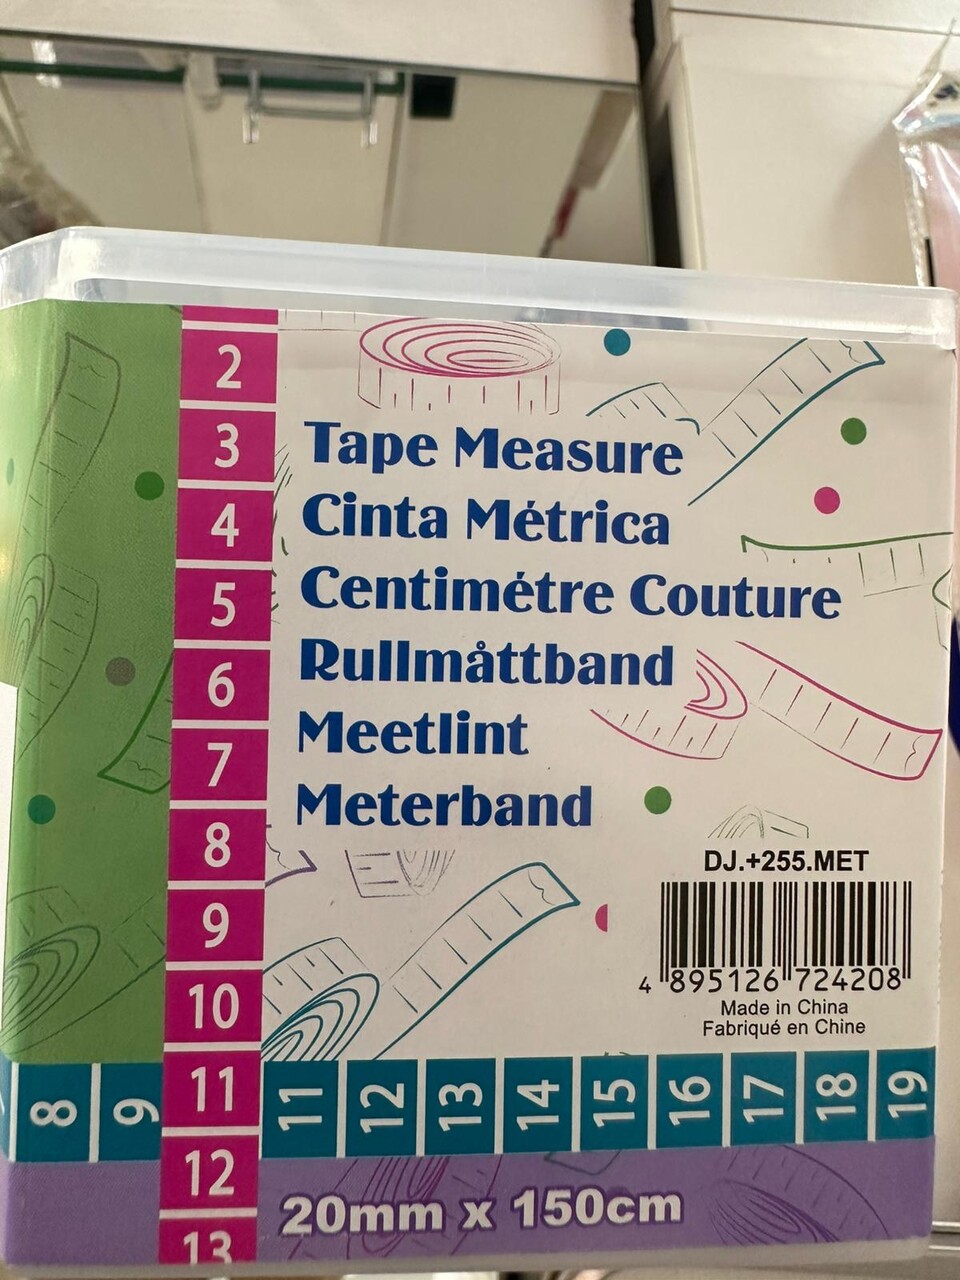 2
3
4
5
6
7
8
9
10
11
12
13
Tape Measure
Cinta Métrica
Centimétre Couture
Rullmåttband
Meetlint
Meterband
DJ.+255.MET
4 895126 724208
Made in China
Fabriqué en Chine
8 9 11 12 13 14 15 16 17 18 19
20mm x 150cm